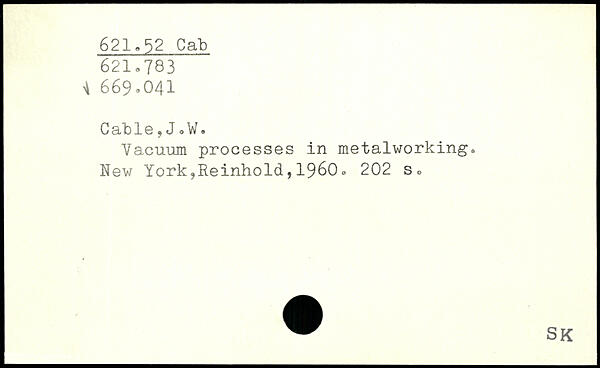 621.52 Cab
621.783
√ 669.041
Cable,J.W.
Vacuum processes in metalworking.
New York,Reinhold,1960. 202 s.
SK